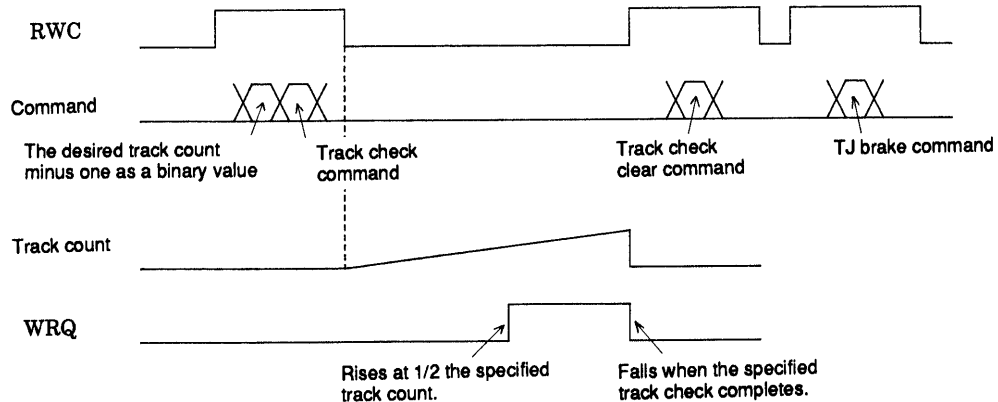 RWC
Command
The desired track count
minus one as a binary value
Track check
command
Track check
clear command
TJ brake command
Track count
WRQ
Rises at 1/2 the specified
track count.
Falls when the specified
track check completes.